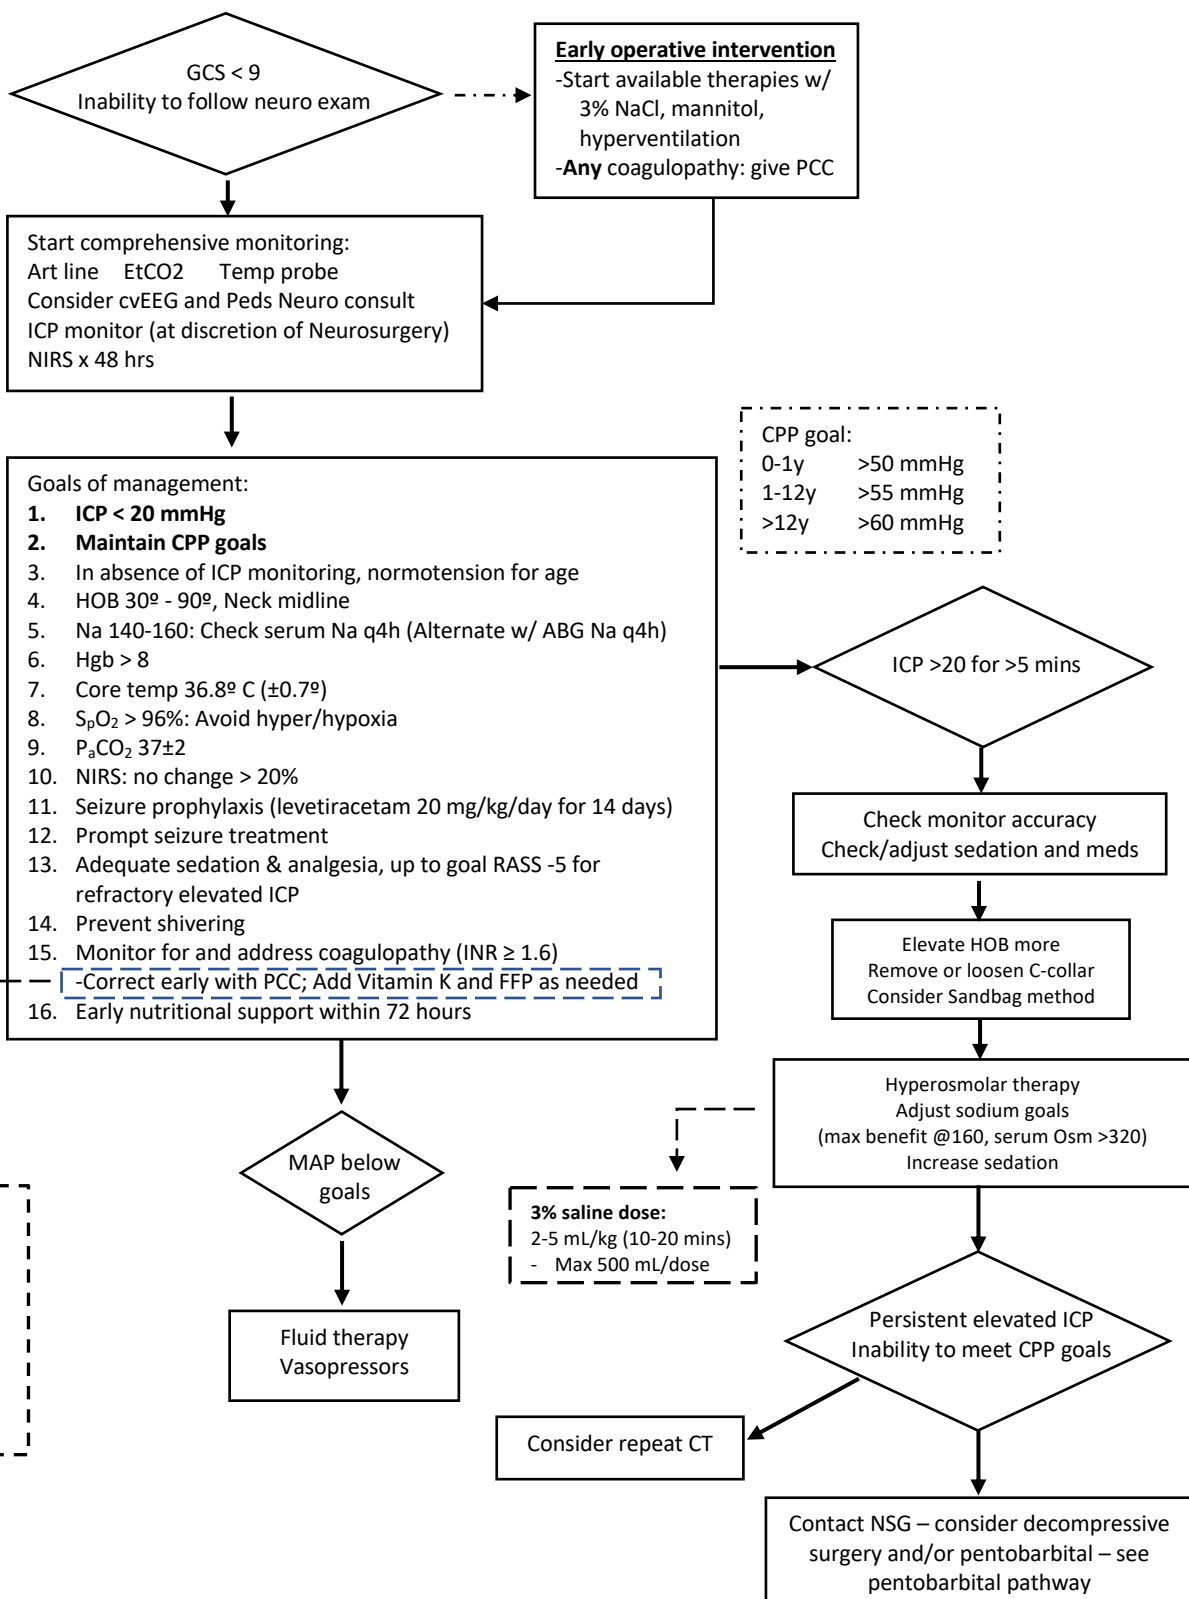 GCS < 9
Inability to follow neuro exam
Early operative intervention
-Start available therapies w/
3% NaCl, mannitol,
hyperventilation
-Any coagulopathy: give PCC
Start comprehensive monitoring:
Art line EtCO2 Temp probe
Consider cvEEG and Peds Neuro consult
ICP monitor (at discretion of Neurosurgery)
NIRS x 48 hrs
CPP goal:
0-1y >50 mmHg
1-12y >55 mmHg
>12y >60 mmHg
Goals of management:
1. ICP < 20 mmHg
2. Maintain CPP goals
3. In absence of ICP monitoring, normotension for age
4. HOB 30º - 90º, Neck midline
5. Na 140-160: Check serum Na q4h (Alternate w/ ABG Na q4h)
6. Hgb > 8
7. Core temp 36.8º C (±0.7º)
8. SpO2 > 96%: Avoid hyper/hypoxia
9. PaCO2 37±2
10. NIRS: no change > 20%
11. Seizure prophylaxis (levetiracetam 20 mg/kg/day for 14 days)
12. Prompt seizure treatment
13. Adequate sedation & analgesia, up to goal RASS -5 for
refractory elevated ICP
14. Prevent shivering
15. Monitor for and address coagulopathy (INR ≥ 1.6)
-Correct early with PCC; Add Vitamin K and FFP as needed
16. Early nutritional support within 72 hours
ICP >20 for >5 mins
Check monitor accuracy
Check/adjust sedation and meds
Elevate HOB more
Remove or loosen C-collar
Consider Sandbag method
Hyperosmolar therapy
Adjust sodium goals
(max benefit @160, serum Osm >320)
Increase sedation
MAP below
goals
3% saline dose:
2-5 mL/kg (10-20 mins)
- Max 500 mL/dose
Fluid therapy
Vasopressors
Persistent elevated ICP
Inability to meet CPP goals
Consider repeat CT
Contact NSG – consider decompressive
surgery and/or pentobarbital – see
pentobarbital pathway